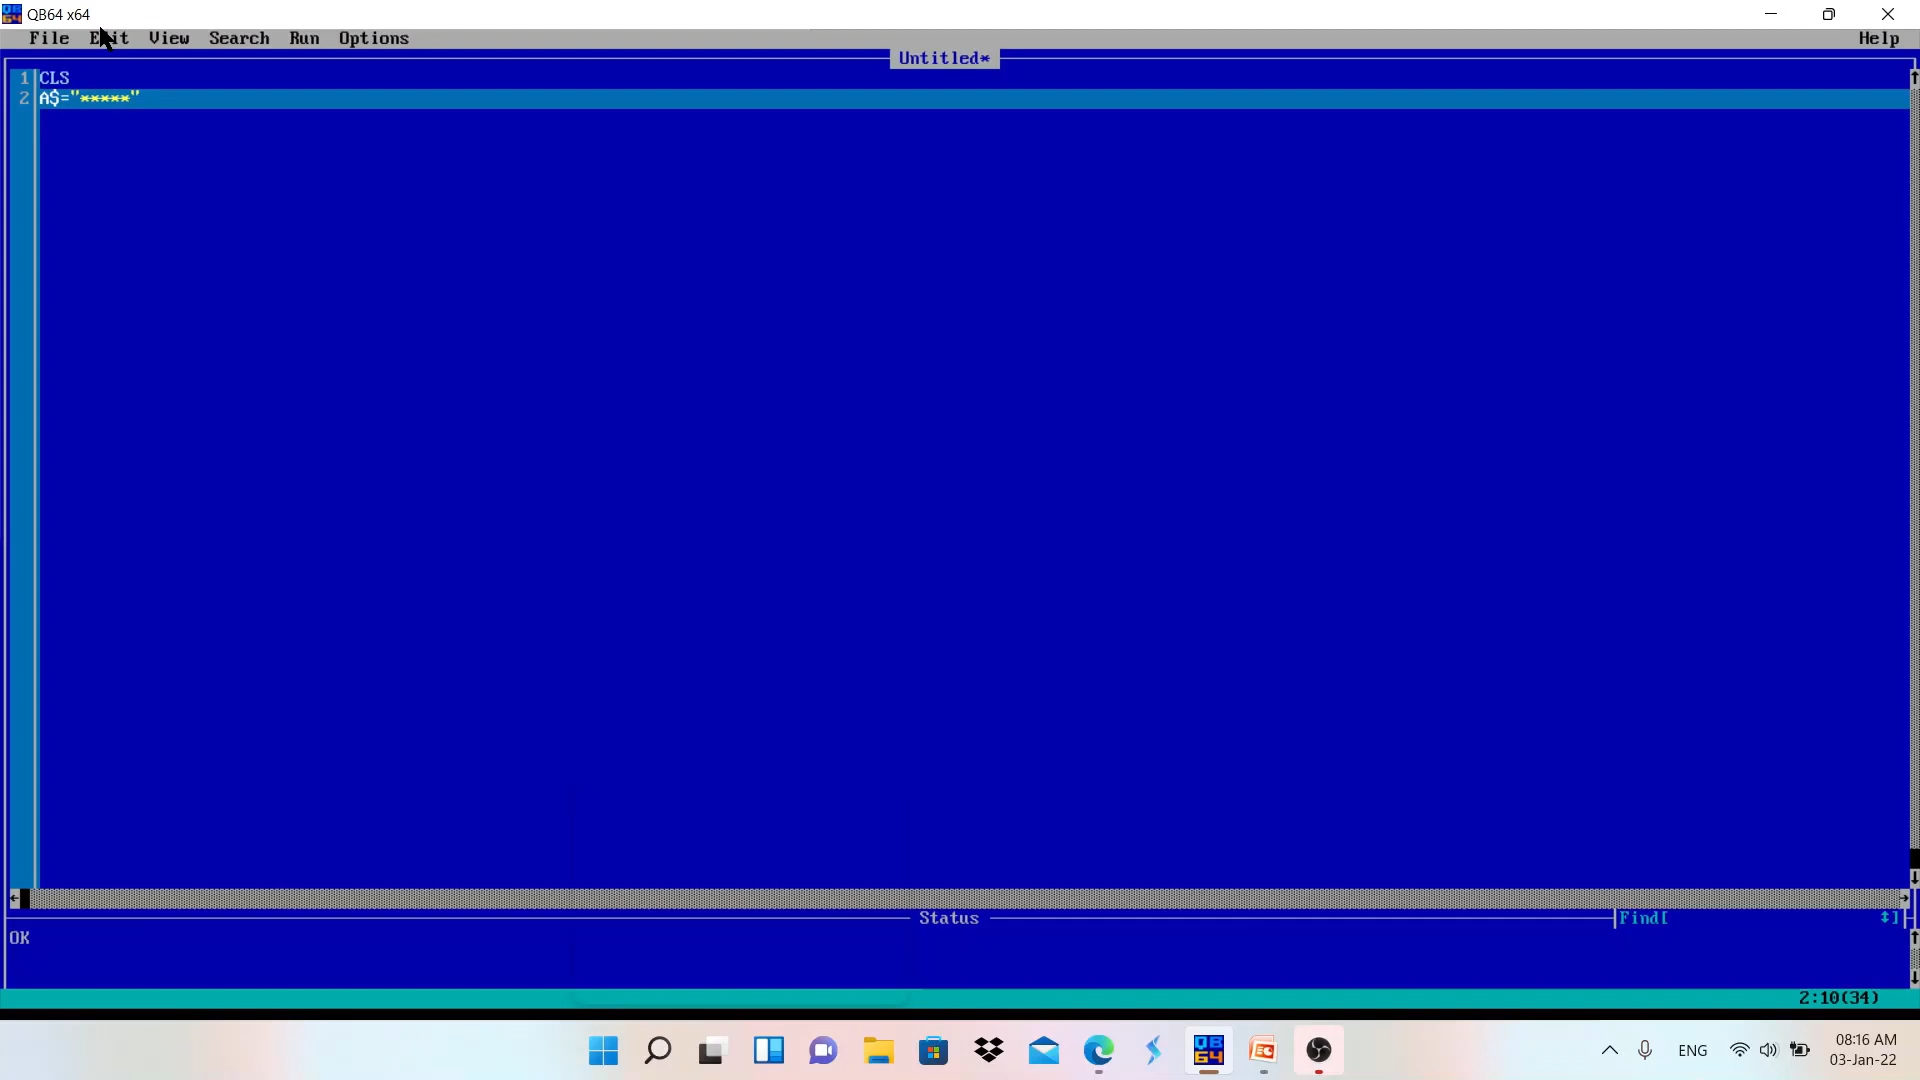 QB64 x64
File Edit View Search Run Options Help
Untitled*
1 CLS
2 A$="*****"
Status
Find[ ↕]
OK
2:10(34)
ENG
08:16 AM
03-Jan-22